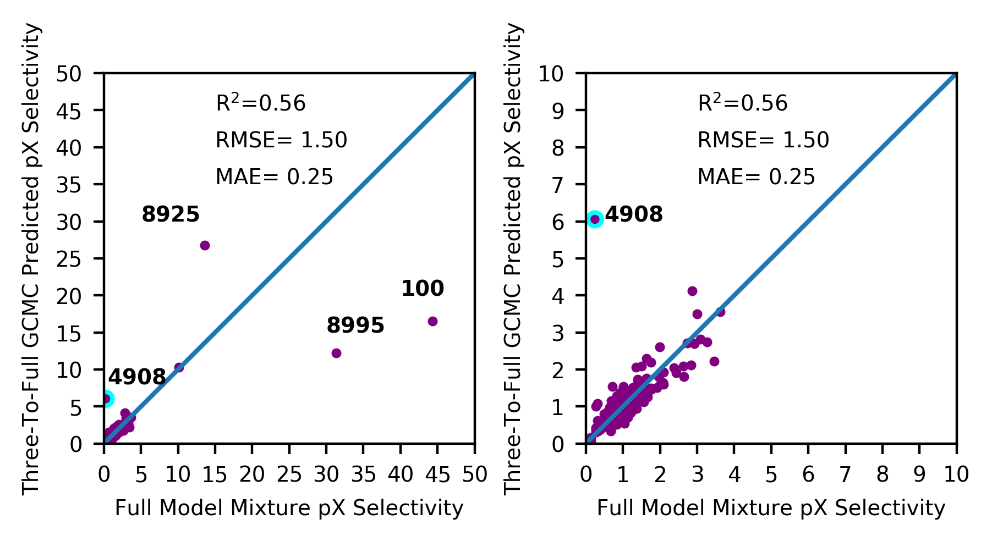 Three-To-Full GCMC Predicted pX Selectivity
50
45
40
35
30
25
20
15
10
5
0
R²=0.56
RMSE= 1.50
MAE= 0.25
8925
100
8995
4908
0 5 10 15 20 25 30 35 40 45 50
Full Model Mixture pX Selectivity
Three-To-Full GCMC Predicted pX Selectivity
10
9
8
7
6
5
4
3
2
1
0
R²=0.56
RMSE= 1.50
MAE= 0.25
4908
0 1 2 3 4 5 6 7 8 9 10
Full Model Mixture pX Selectivity